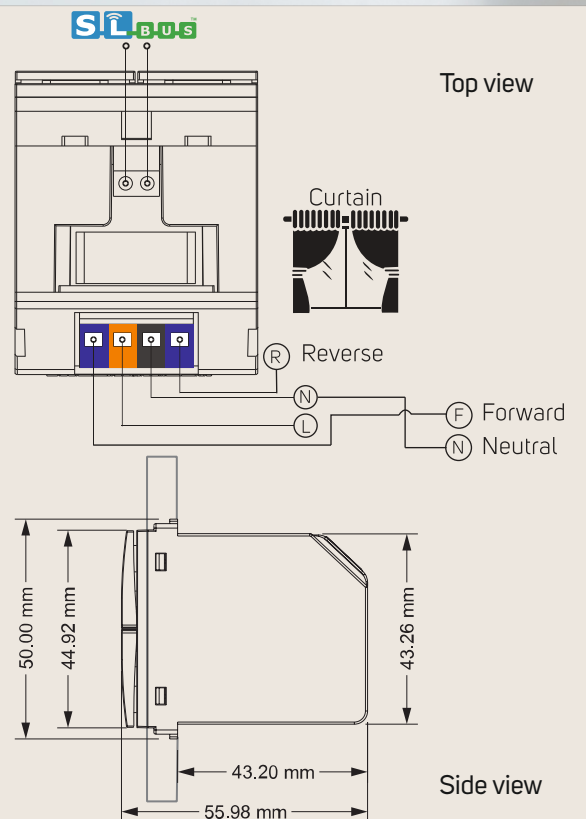 SL BUS™
Top view
Curtain
R Reverse
N
L
F Forward
N Neutral
50.00 mm
44.92 mm
43.26 mm
43.20 mm
55.98 mm
Side view